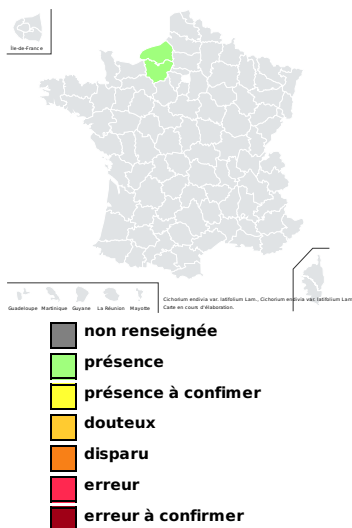 Île-de-France
Guadeloupe Martinique Guyane La Réunion Mayotte
Cichorium endivia var. latifolium Lam., Cichorium endivia var. latifolium Lam
Carte en cours d'élaboration.
non renseignée
présence
présence à confimer
douteux
disparu
erreur
erreur à confirmer